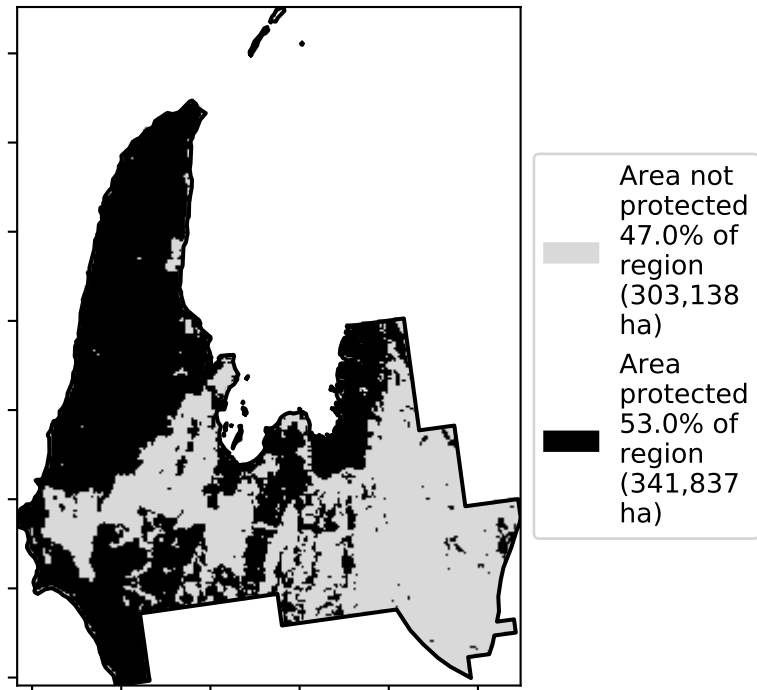 Area not
protected
47.0% of
region
(303,138
ha)
Area
protected
53.0% of
region
(341,837
ha)